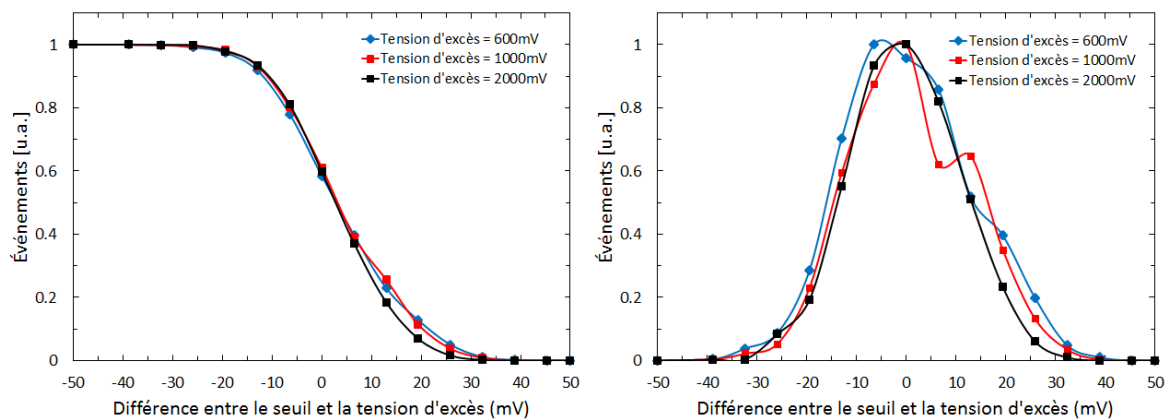 Tension d'excès = 600mV
Tension d'excès = 1000mV
Tension d'excès = 2000mV
Événements [u.a.]
1
0.8
0.6
0.4
0.2
0
-50 -40 -30 -20 -10 0 10 20 30 40 50
Différence entre le seuil et la tension d'excès (mV)
Tension d'excès = 600mV
Tension d'excès = 1000mV
Tension d'excès = 2000mV
Événements [u.a.]
1
0.8
0.6
0.4
0.2
0
-50 -40 -30 -20 -10 0 10 20 30 40 50
Différence entre le seuil et la tension d'excès (mV)